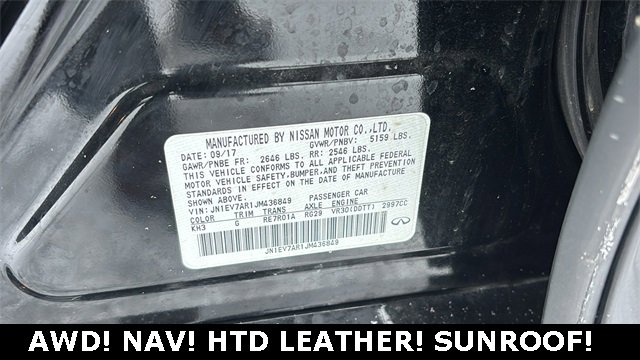 MANUFACTURED BY NISSAN MOTOR CO.,LTD.
DATE: 09/17 GVWR/PNBV: 5159 LBS.
GAWR/PNBE FR: 2646 LBS. RR: 2546 LBS.
THIS VEHICLE CONFORMS TO ALL APPLICABLE FEDERAL
MOTOR VEHICLE SAFETY,BUMPER,AND THEFT PREVENTION
STANDARDS IN EFFECT ON THE DATE OF MANUFACTURE
SHOWN ABOVE.
VIN: JN1EV7AR1JM436849 PASSENGER CAR
COLOR TRIM TRANS AXLE ENGINE
KH3 G RE7R01A RG29 VR30(DDTT) 2997CC
JN1EV7AR1JM436849
AWD! NAV! HTD LEATHER! SUNROOF!